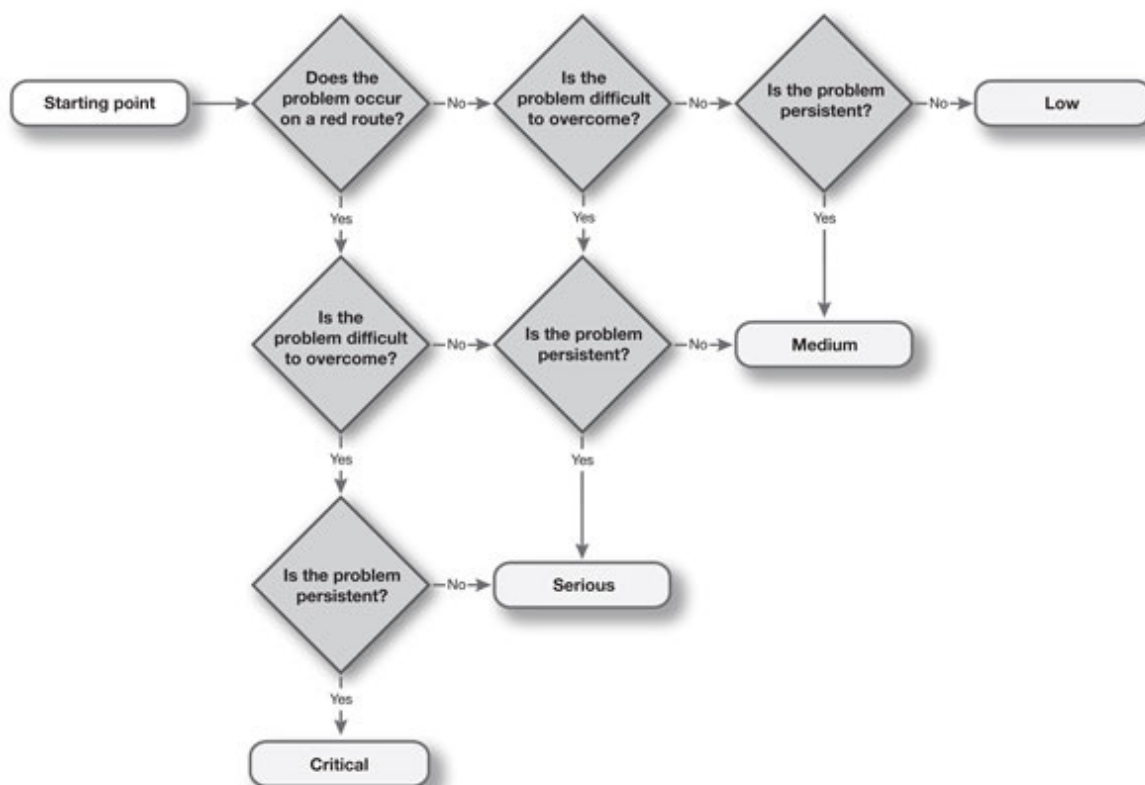 Starting point
Does the
problem occur
on a red route?
No
Is the
problem difficult
to overcome?
No
Is the problem
persistent?
No
Low
Yes
Yes
Yes
Is the
problem difficult
to overcome?
No
Is the problem
persistent?
No
Medium
Yes
Yes
Is the problem
persistent?
No
Serious
Yes
Critical